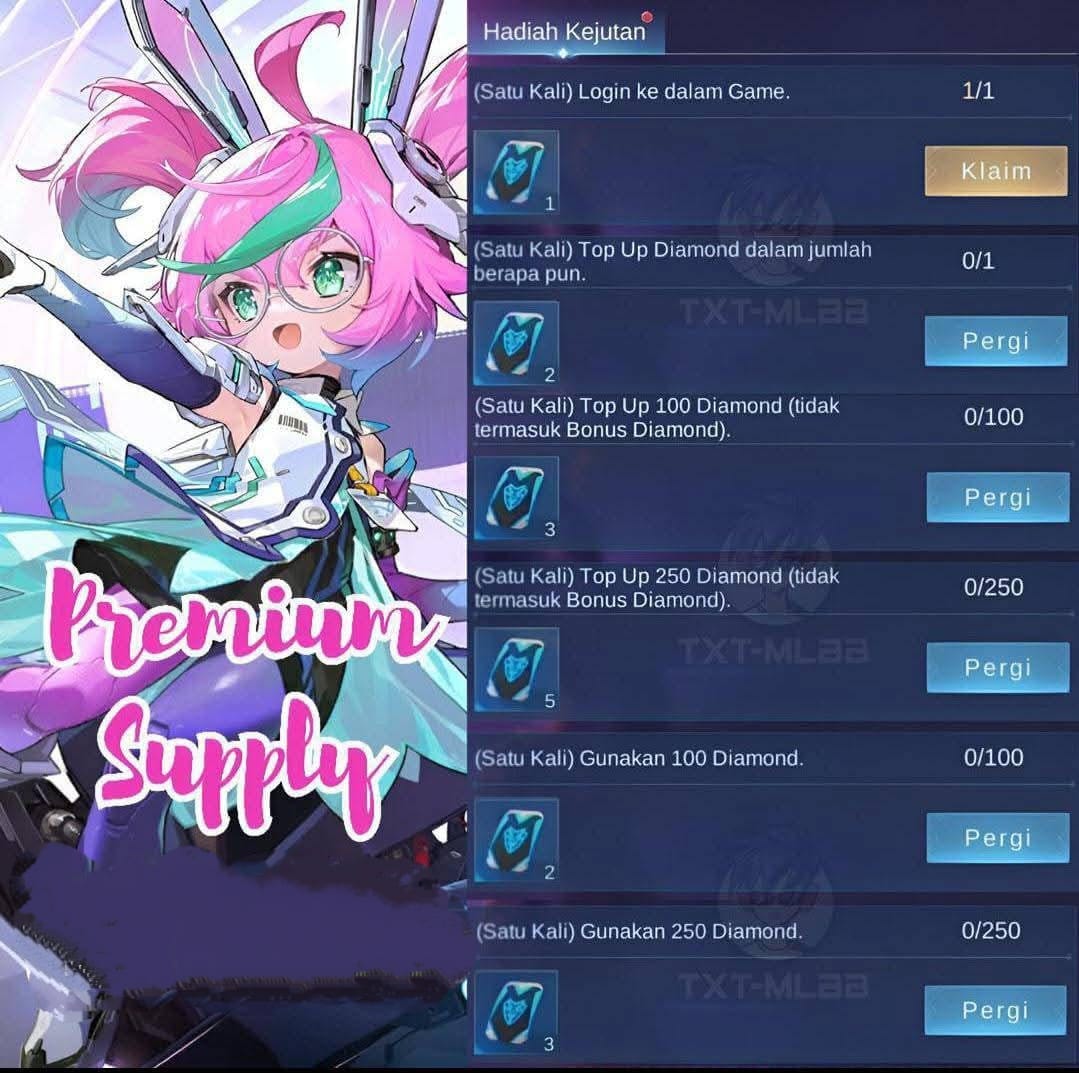 Premium
Supply
Hadiah Kejutan
(Satu Kali) Login ke dalam Game.
1/1
1
Klaim
(Satu Kali) Top Up Diamond dalam jumlah
berapa pun.
0/1
TXT-MLBB
2
Pergi
(Satu Kali) Top Up 100 Diamond (tidak
termasuk Bonus Diamond).
0/100
3
Pergi
(Satu Kali) Top Up 250 Diamond (tidak
termasuk Bonus Diamond).
0/250
TXT-MLBB
5
Pergi
(Satu Kali) Gunakan 100 Diamond.
0/100
2
Pergi
(Satu Kali) Gunakan 250 Diamond.
0/250
TXT-MLBB
3
Pergi